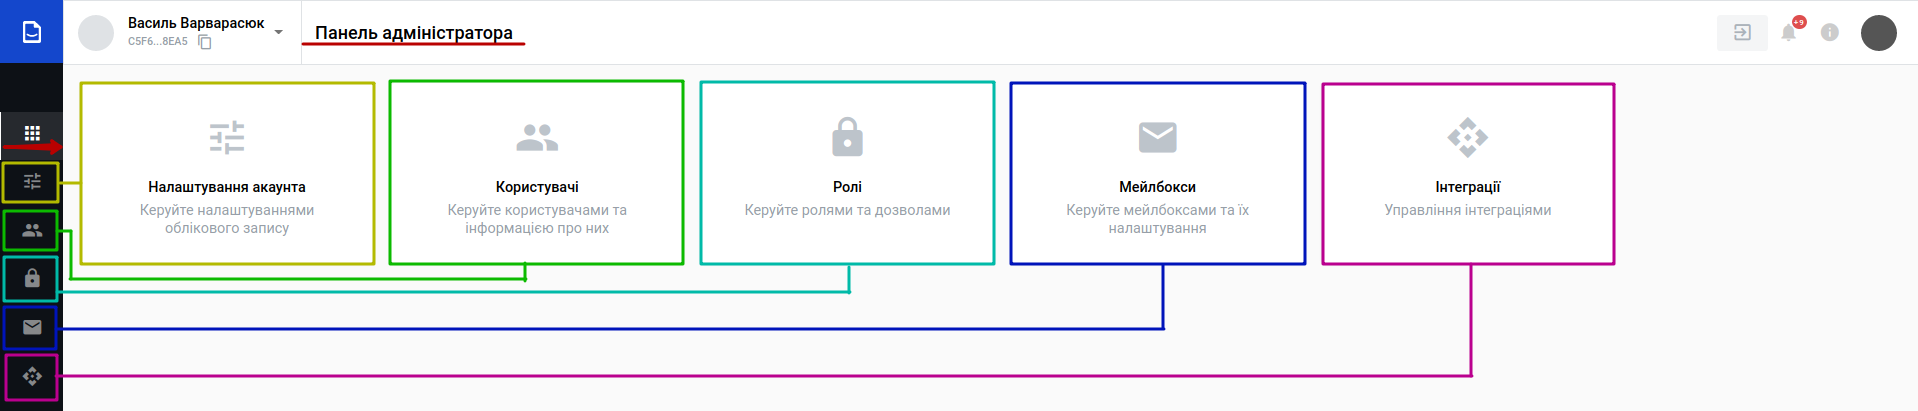 Василь Варварасюк
C5F6...8EA5
Панель адміністратора
+9
Налаштування акаунта
Керуйте налаштуваннями
облікового запису
Користувачі
Керуйте користувачами та
інформацією про них
Ролі
Керуйте ролями та дозволами
Мейлбокси
Керуйте мейлбоксами та їх
налаштування
Інтеграції
Управління інтеграціями